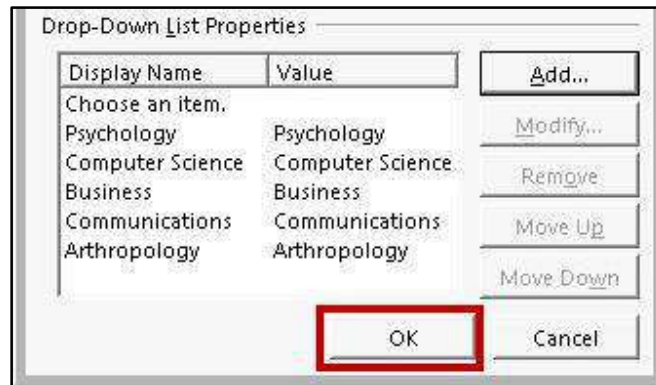 Drop-Down List Properties
Display Name Value
Add...
Choose an item.
Psychology Psychology
Modify...
Computer Science Computer Science
Remove
Business Business
Communications Communications
Move Up
Arthropology Arthropology
Move Down
OK Cancel